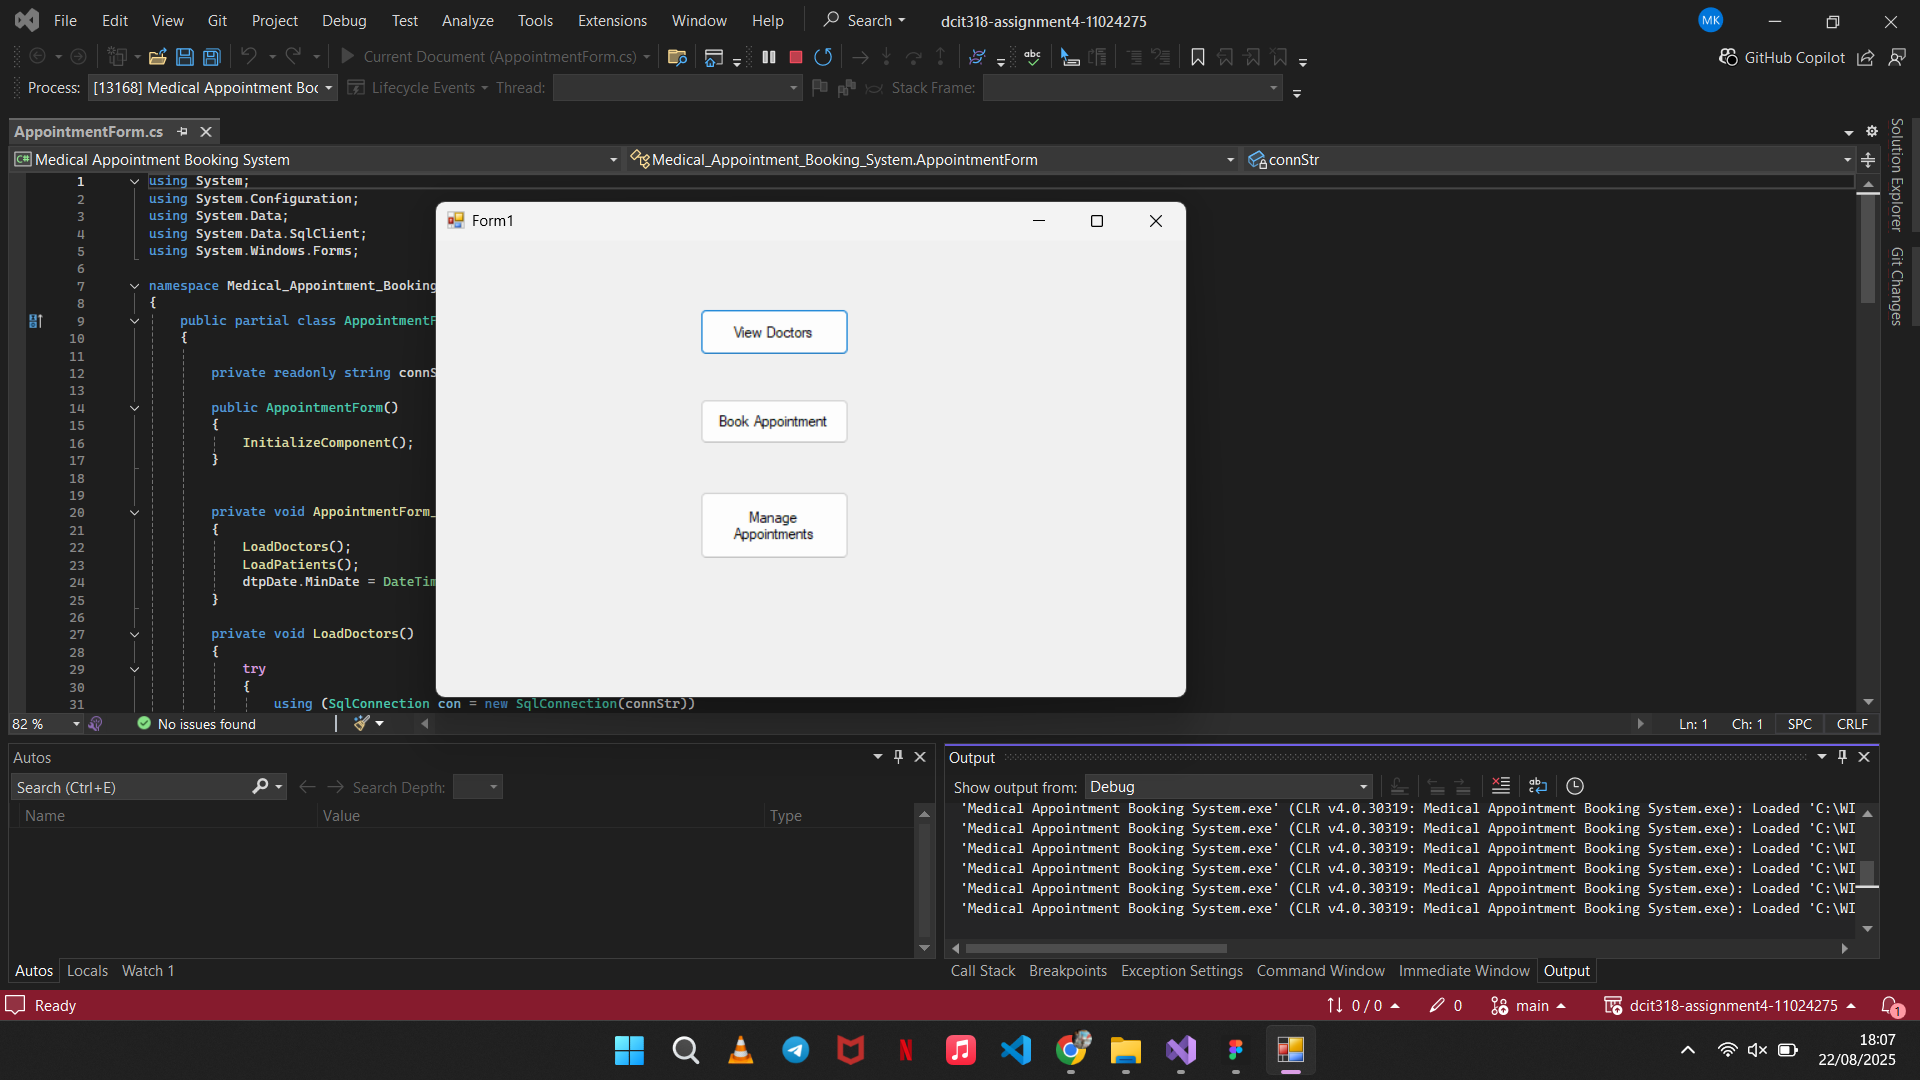 File Edit View Git Project Debug Test Analyze Tools Extensions Window Help Search dcit318-assignment4-11024275 MK
Current Document (AppointmentForm.cs) abc GitHub Copilot
Process: [13168] Medical Appointment Boc Lifecycle Events Thread: Stack Frame:
AppointmentForm.cs
C# Medical Appointment Booking System Medical_Appointment_Booking_System.AppointmentForm connStr
1 using System;
2 using System.Configuration;
3 using System.Data;
4 using System.Data.SqlClient;
5 using System.Windows.Forms;
6
7 namespace Medical_Appointment_Booking
8 {
9 public partial class AppointmentF
10 {
11
12 private readonly string connS
13
14 public AppointmentForm()
15 {
16 InitializeComponent();
17 }
18
19
20 private void AppointmentForm_
21 {
22 LoadDoctors();
23 LoadPatients();
24 dtpDate.MinDate = DateTim
25 }
26
27 private void LoadDoctors()
28 {
29 try
30 {
31 using (SqlConnection con = new SqlConnection(connStr))
Form1
View Doctors
Book Appointment
Manage
Appointments
Solution Explorer
Git Changes
82 % No issues found Ln: 1 Ch: 1 SPC CRLF
Autos
Search (Ctrl+E) Search Depth:
Name Value Type
Autos Locals Watch 1
Output
Show output from: Debug
'Medical Appointment Booking System.exe' (CLR v4.0.30319: Medical Appointment Booking System.exe): Loaded 'C:\WI
'Medical Appointment Booking System.exe' (CLR v4.0.30319: Medical Appointment Booking System.exe): Loaded 'C:\WI
'Medical Appointment Booking System.exe' (CLR v4.0.30319: Medical Appointment Booking System.exe): Loaded 'C:\WI
'Medical Appointment Booking System.exe' (CLR v4.0.30319: Medical Appointment Booking System.exe): Loaded 'C:\WI
'Medical Appointment Booking System.exe' (CLR v4.0.30319: Medical Appointment Booking System.exe): Loaded 'C:\WI
'Medical Appointment Booking System.exe' (CLR v4.0.30319: Medical Appointment Booking System.exe): Loaded 'C:\WI
Call Stack Breakpoints Exception Settings Command Window Immediate Window Output
Ready 0 / 0 0 main dcit318-assignment4-11024275 1
18:07
22/08/2025